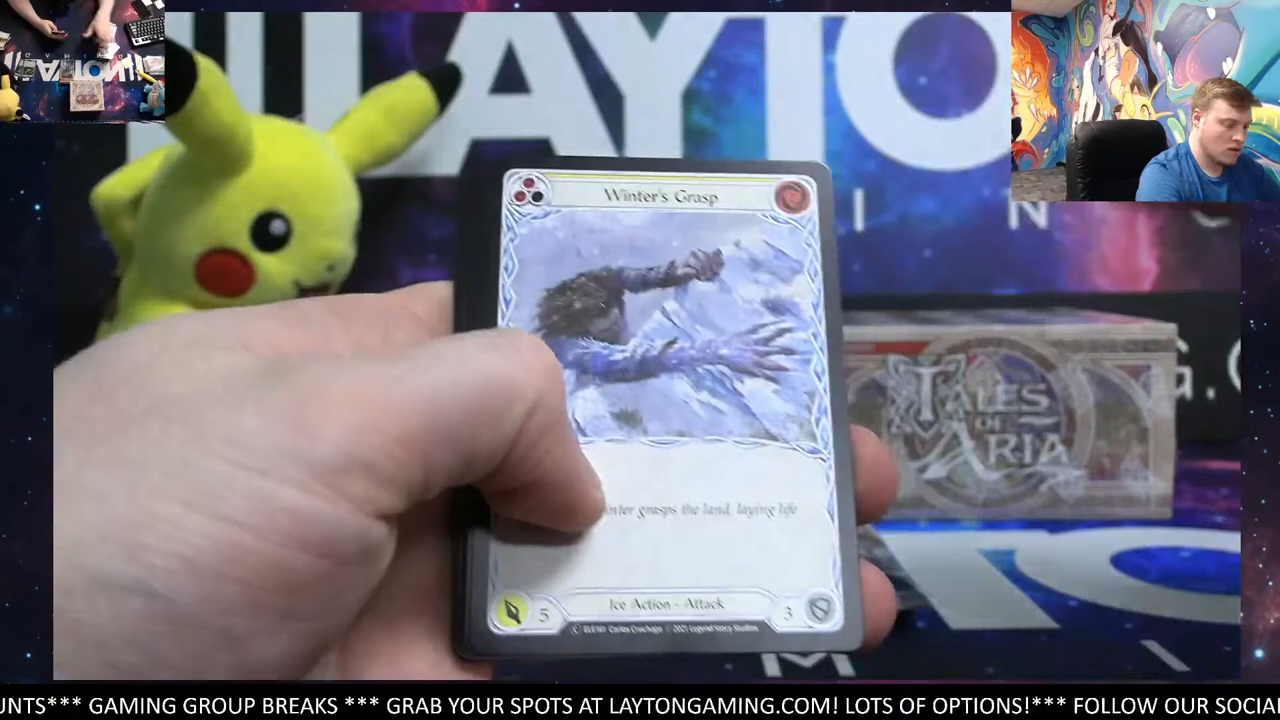 LAYTO
I N G
Winter's Grasp
TALES
OF
ARIA
G.C
inter grasps the land, laying life
5
Ice Action - Attack
3
UNTS*** GAMING GROUP BREAKS *** GRAB YOUR SPOTS AT LAYTONGAMING.COM! LOTS OF OPTIONS!*** FOLLOW OUR SOCIA